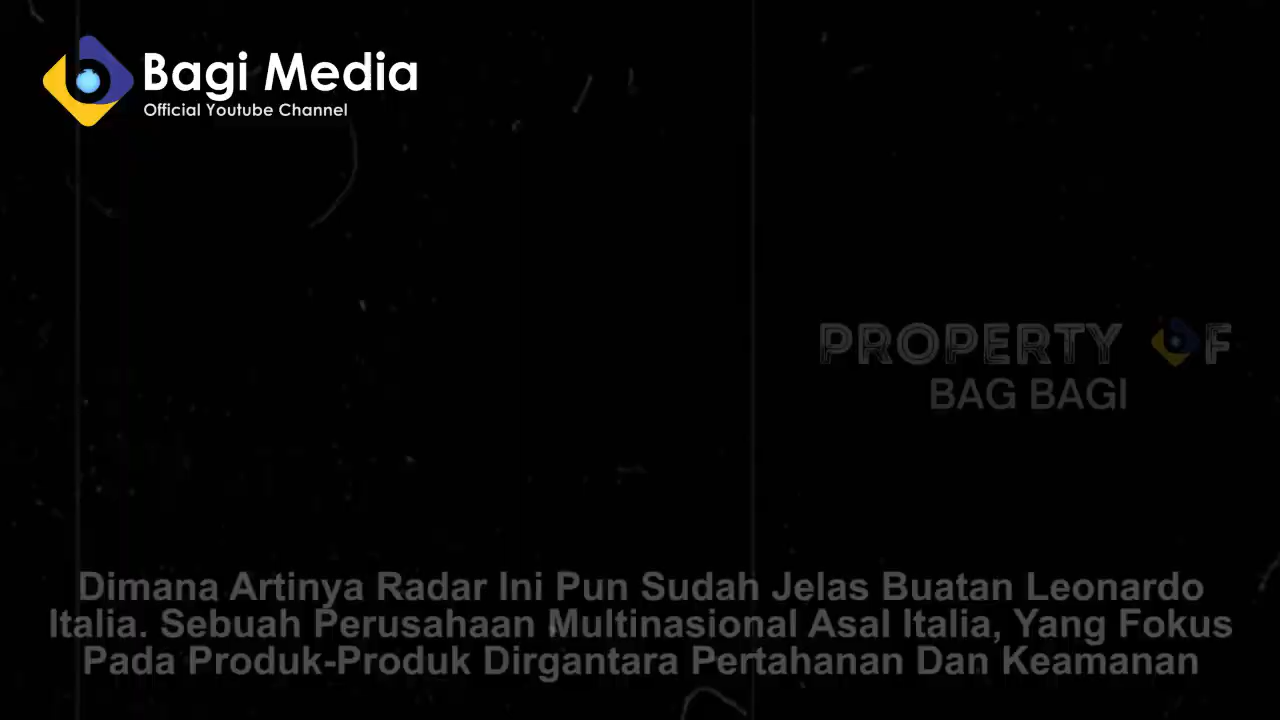 Bagi Media
Official Youtube Channel
PROPERTY OF
BAG BAGI
Dimana Artinya Radar Ini Pun Sudah Jelas Buatan Leonardo
Italia. Sebuah Perusahaan Multinasional Asal Italia, Yang Fokus
Pada Produk-Produk Dirgantara Pertahanan Dan Keamanan